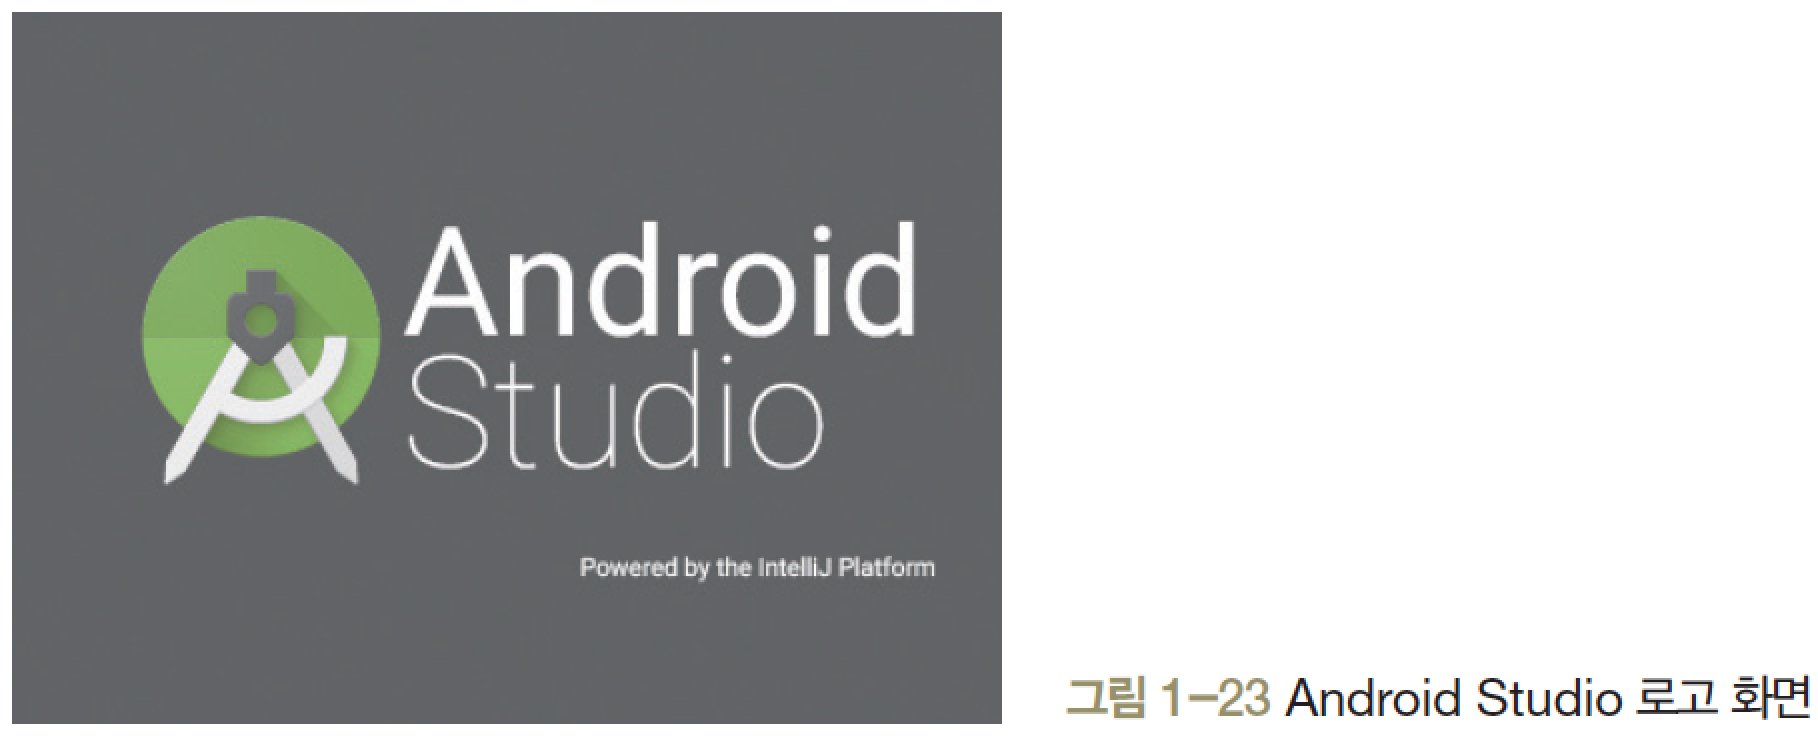 Android
Studio
Powered by the IntelliJ Platform
그림 1-23 Android Studio 로고 화면